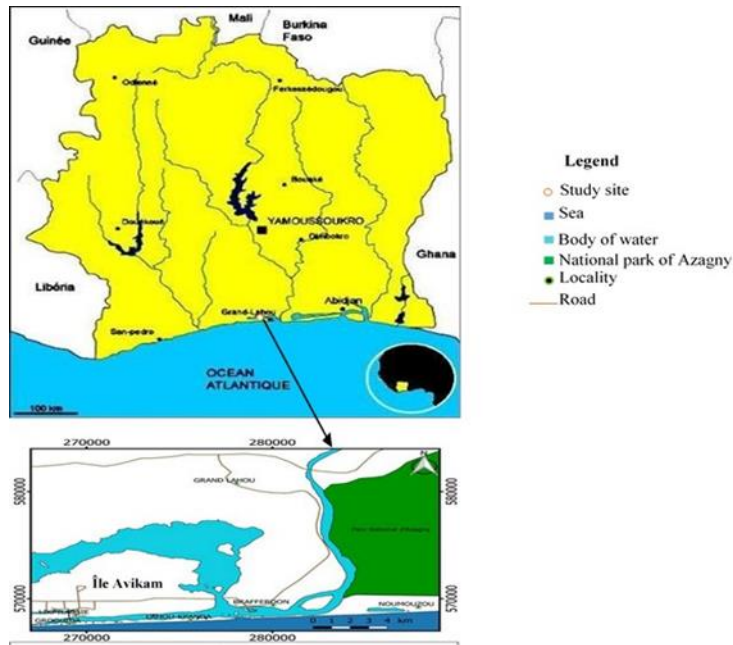 Mali
Burkina
Faso
Guinée
Odienné
Ferkessédougou
Bouaké
YAMOUSSOUKRO
Dimbokro
Ghana
Libéria
Abidjan
Grand-Lahou
San-pedro
OCEAN
ATLANTIQUE
100 km
Legend
Study site
Sea
Body of water
National park of Azagny
Locality
Road
270000
280000
N
GRAND LAHOU
580000
580000
Île Avikam
570000
570000
BRAFFEDON
NOUMOUZOU
LAHOU-KPANDA
270000
280000
0 1 2 3 4 km